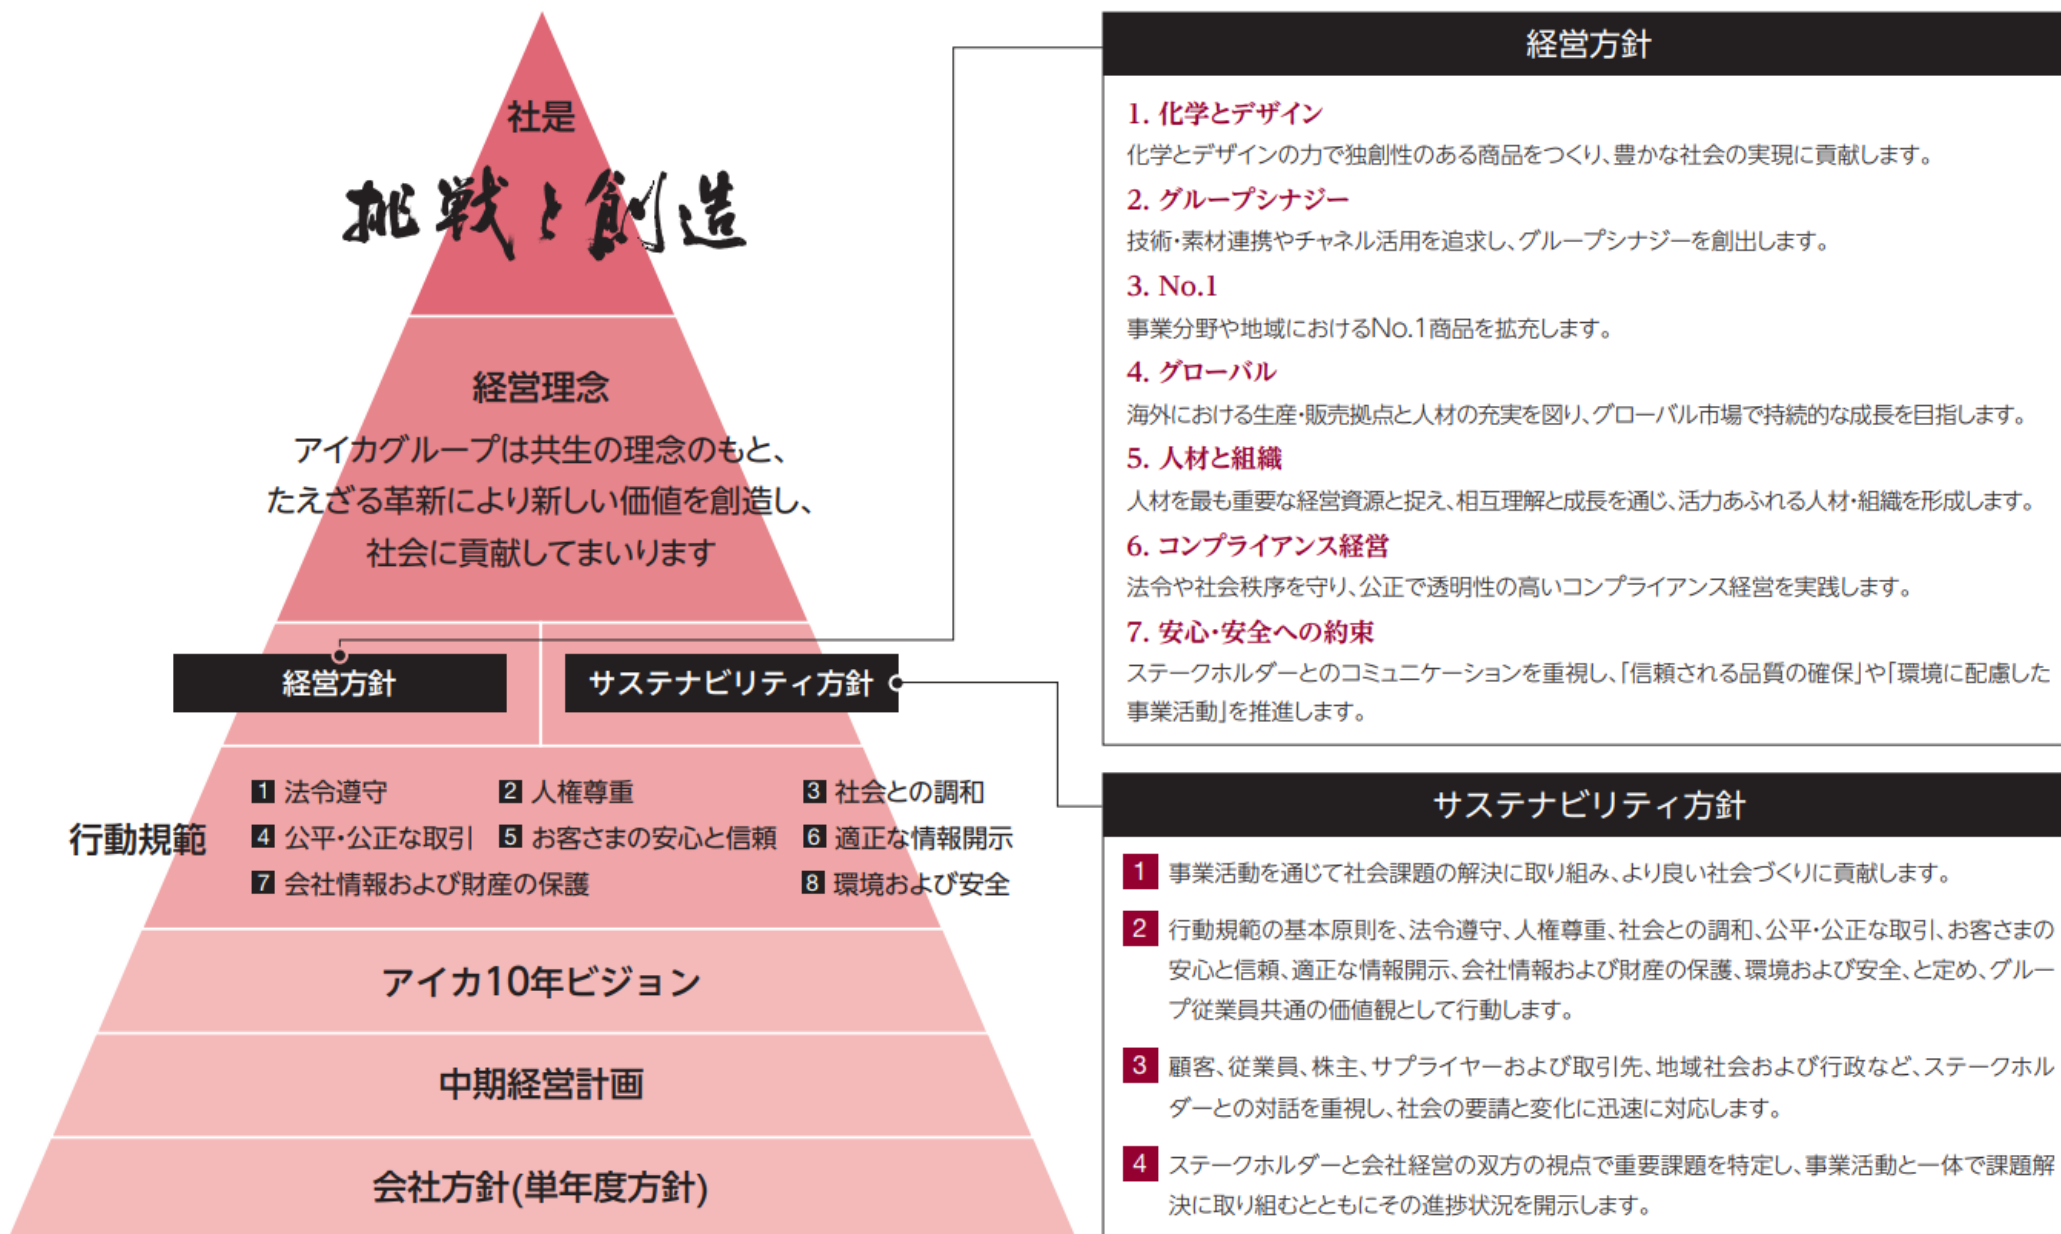 社是
挑戦と創造
経営理念
アイカグループは共生の理念のもと、
たえざる革新により新しい価値を創造し、
社会に貢献してまいります
経営方針
サステナビリティ方針
行動規範
1 法令遵守 2 人権尊重 3 社会との調和
4 公平・公正な取引 5 お客さまの安心と信頼 6 適正な情報開示
7 会社情報および財産の保護 8 環境および安全
アイカ10年ビジョン
中期経営計画
会社方針(単年度方針)
経営方針
1. 化学とデザイン
化学とデザインの力で独創性のある商品をつくり、豊かな社会の実現に貢献します。
2. グループシナジー
技術・素材連携やチャネル活用を追求し、グループシナジーを創出します。
3. No.1
事業分野や地域におけるNo.1商品を拡充します。
4. グローバル
海外における生産・販売拠点と人材の充実を図り、グローバル市場で持続的な成長を目指します。
5. 人材と組織
人材を最も重要な経営資源と捉え、相互理解と成長を通じ、活力あふれる人材・組織を形成します。
6. コンプライアンス経営
法令や社会秩序を守り、公正で透明性の高いコンプライアンス経営を実践します。
7. 安心・安全への約束
ステークホルダーとのコミュニケーションを重視し、「信頼される品質の確保」や「環境に配慮した
事業活動」を推進します。
サステナビリティ方針
1 事業活動を通じて社会課題の解決に取り組み、より良い社会づくりに貢献します。
2 行動規範の基本原則を、法令遵守、人権尊重、社会との調和、公平・公正な取引、お客さまの
安心と信頼、適正な情報開示、会社情報および財産の保護、環境および安全、と定め、グルー
プ従業員共通の価値観として行動します。
3 顧客、従業員、株主、サプライヤーおよび取引先、地域社会および行政など、ステークホル
ダーとの対話を重視し、社会の要請と変化に迅速に対応します。
4 ステークホルダーと会社経営の双方の視点で重要課題を特定し、事業活動と一体で課題解
決に取り組むとともにその進捗状況を開示します。